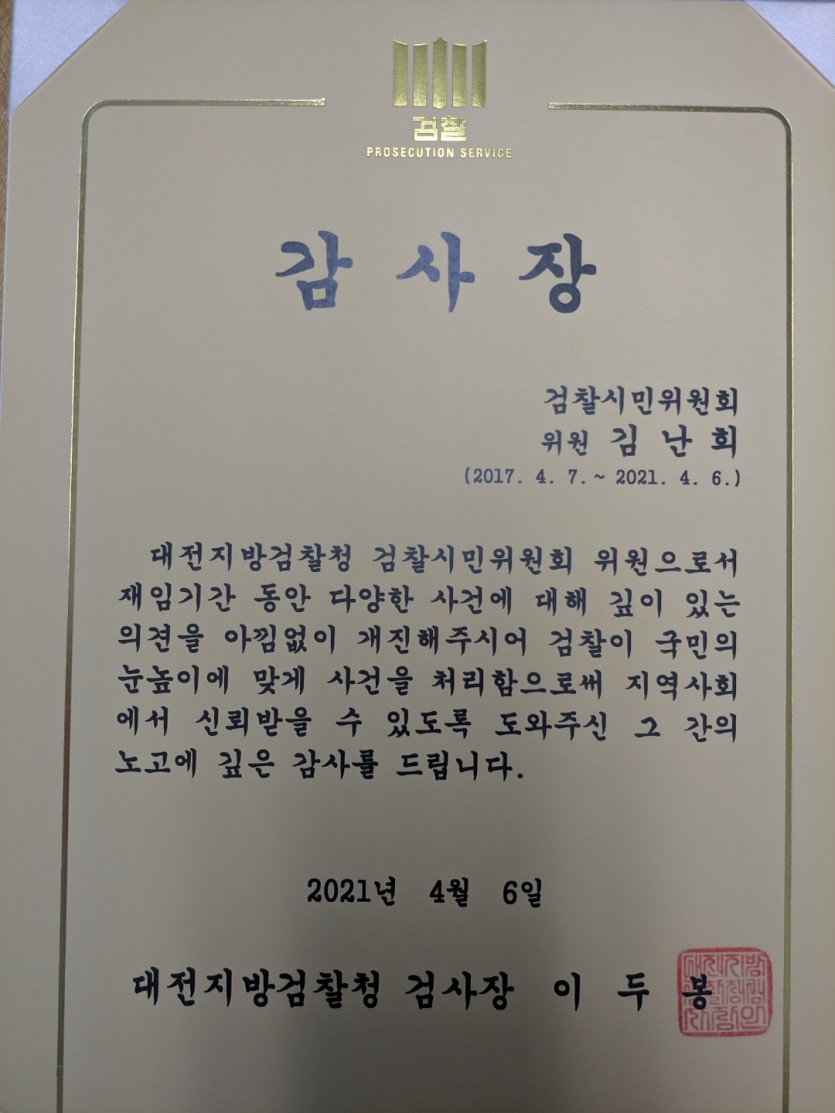 검찰
PROSECUTION SERVICE
감 사 장
검찰시민위원회
위원 김 난 희
(2017. 4. 7. ~ 2021. 4. 6.)
대전지방검찰청 검찰시민위원회 위원으로서
재임기간 동안 다양한 사건에 대해 깊이 있는
의견을 아낌없이 개진해주시어 검찰이 국민의
눈높이에 맞게 사건을 처리함으로써 지역사회
에서 신뢰받을 수 있도록 도와주신 그 간의
노고에 깊은 감사를 드립니다.
2021년 4월 6일
대전지방검찰청 검사장 이 두 봉